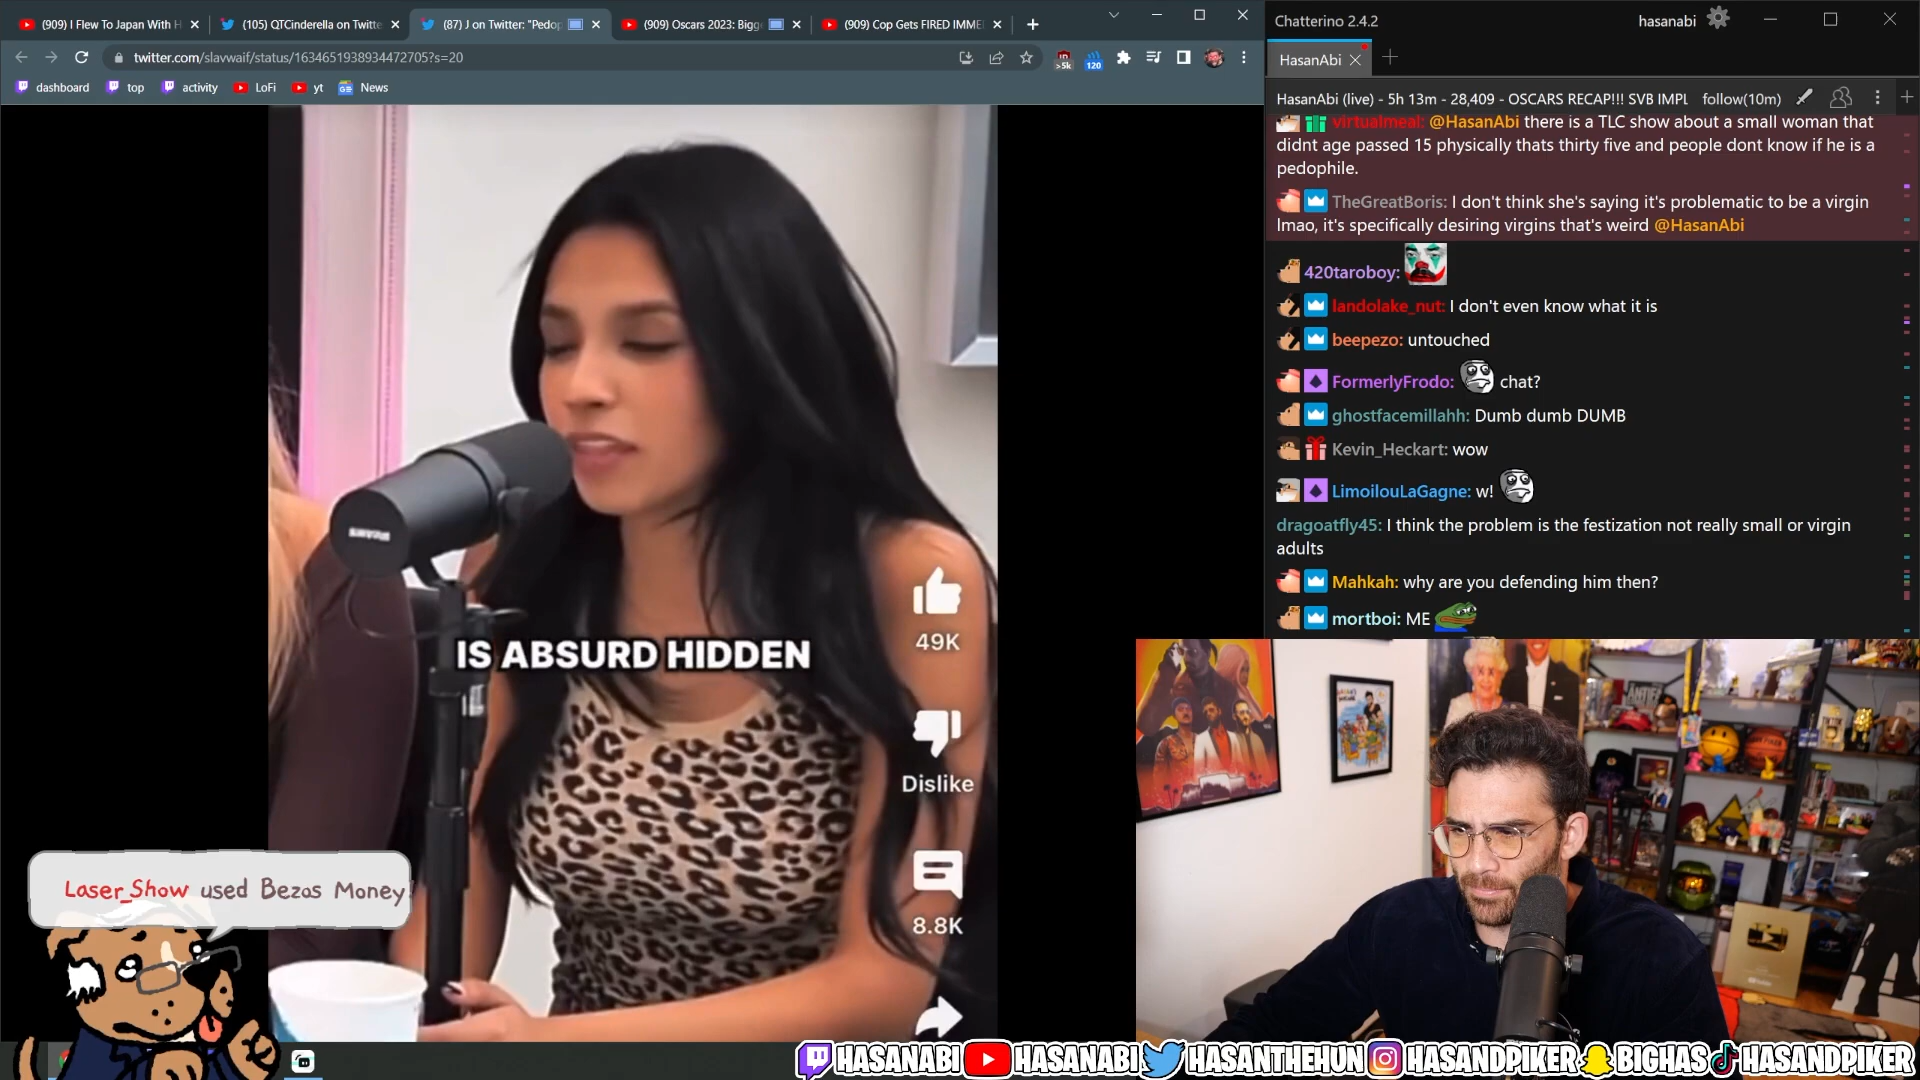 (909) I Flew To Japan With H
(105) QTCinderella on Twitte
(87) J on Twitter: "Pedop
(909) Oscars 2023: Bigg
(909) Cop Gets FIRED IMME
twitter.com/slavwaif/status/1634651938934472705?s=20
>5k
120
dashboard
top
activity
LoFi
yt
News
Chatterino 2.4.2
hasanabi
HasanAbi
HasanAbi (live) - 5h 13m - 28,409 - OSCARS RECAP!!! SVB IMPL
follow(10m)
virtualmeal: @HasanAbi there is a TLC show about a small woman that
didnt age passed 15 physically thats thirty five and people dont know if he is a
pedophile.
TheGreatBoris: I don't think she's saying it's problematic to be a virgin
lmao, it's specifically desiring virgins that's weird @HasanAbi
420taroboy:
landolake_nut: I don't even know what it is
beepezo: untouched
FormerlyFrodo: chat?
ghostfacemillahh: Dumb dumb DUMB
Kevin_Heckart: wow
LimoilouLaGagne: w!
dragoatfly45: I think the problem is the festization not really small or virgin
adults
Mahkah: why are you defending him then?
mortboi: ME
SHURE
IS ABSURD HIDDEN
49K
Dislike
8.8K
Laser_Show used Bezos Money
HASANABI
HASANABI
HASANTHEHUN
HASANDPIKER
BIGHAS
HASANDPIKER